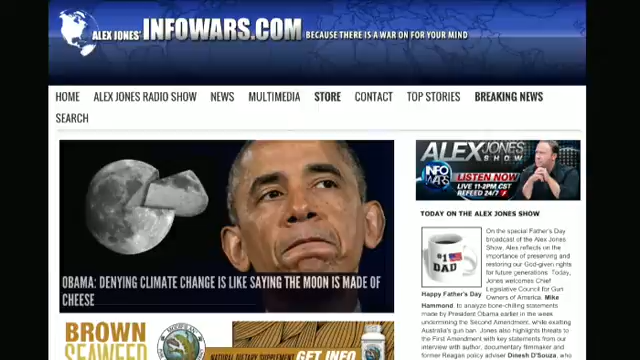 ALEX JONES' INFOWARS.COM BECAUSE THERE IS A WAR ON FOR YOUR MIND
HOME ALEX JONES RADIO SHOW NEWS MULTIMEDIA STORE CONTACT TOP STORIES BREAKING NEWS
SEARCH
OBAMA: DENYING CLIMATE CHANGE IS LIKE SAYING THE MOON IS MADE OF
CHEESE
BROWN
SEAWEED
NATURAL DIETARY SUPPLEMENT GET INFO
ALEX JONES
SHOW
INFO
WARS
LISTEN NOW
LIVE 11-2PM CST
REFEED 24/7
TODAY ON THE ALEX JONES SHOW
#1
DAD
Happy Father's Day
On the special Father's Day
broadcast of the Alex Jones
Show, Alex reflects on the
importance of preserving and
restoring our God-given rights
for future generations. Today,
Jones welcomes Chief
Legislative Council for Gun
Owners of America, Mike
Hammond to analyze bone-chilling statements
made by President Obama earlier in the week
undermining the Second Amendment, while exalting
Australia's gun ban. Jones also highlights threats to
the First Amendment with key statements from our
interview with author, documentary filmmaker and
former Reagan policy adviser Dinesh D'Souza, who